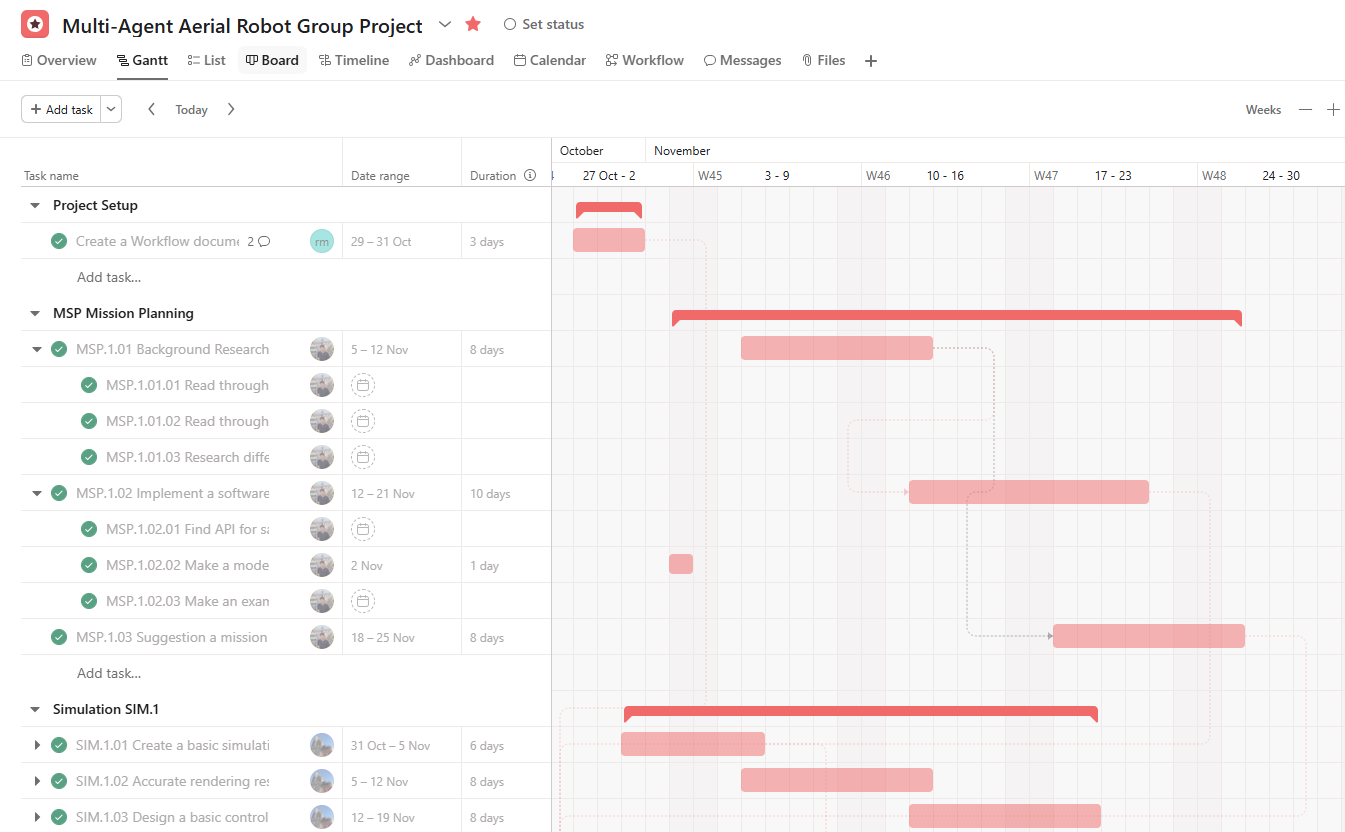 Multi-Agent Aerial Robot Group Project Set status
Overview Gantt List Board Timeline Dashboard Calendar Workflow Messages Files
Add task Today Weeks
October November
Task name Date range Duration 27 Oct - 2 W45 3 - 9 W46 10 - 16 W47 17 - 23 W48 24 - 30
Project Setup
Create a Workflow docume 2 rm 29 – 31 Oct 3 days
Add task...
MSP Mission Planning
MSP.1.01 Background Research 5 – 12 Nov 8 days
MSP.1.01.01 Read through
MSP.1.01.02 Read through
MSP.1.01.03 Research diffe
MSP.1.02 Implement a software 12 – 21 Nov 10 days
MSP.1.02.01 Find API for sa
MSP.1.02.02 Make a mode 2 Nov 1 day
MSP.1.02.03 Make an exam
MSP.1.03 Suggestion a mission 18 – 25 Nov 8 days
Add task...
Simulation SIM.1
SIM.1.01 Create a basic simulati 31 Oct – 5 Nov 6 days
SIM.1.02 Accurate rendering res 5 – 12 Nov 8 days
SIM.1.03 Design a basic control 12 – 19 Nov 8 days